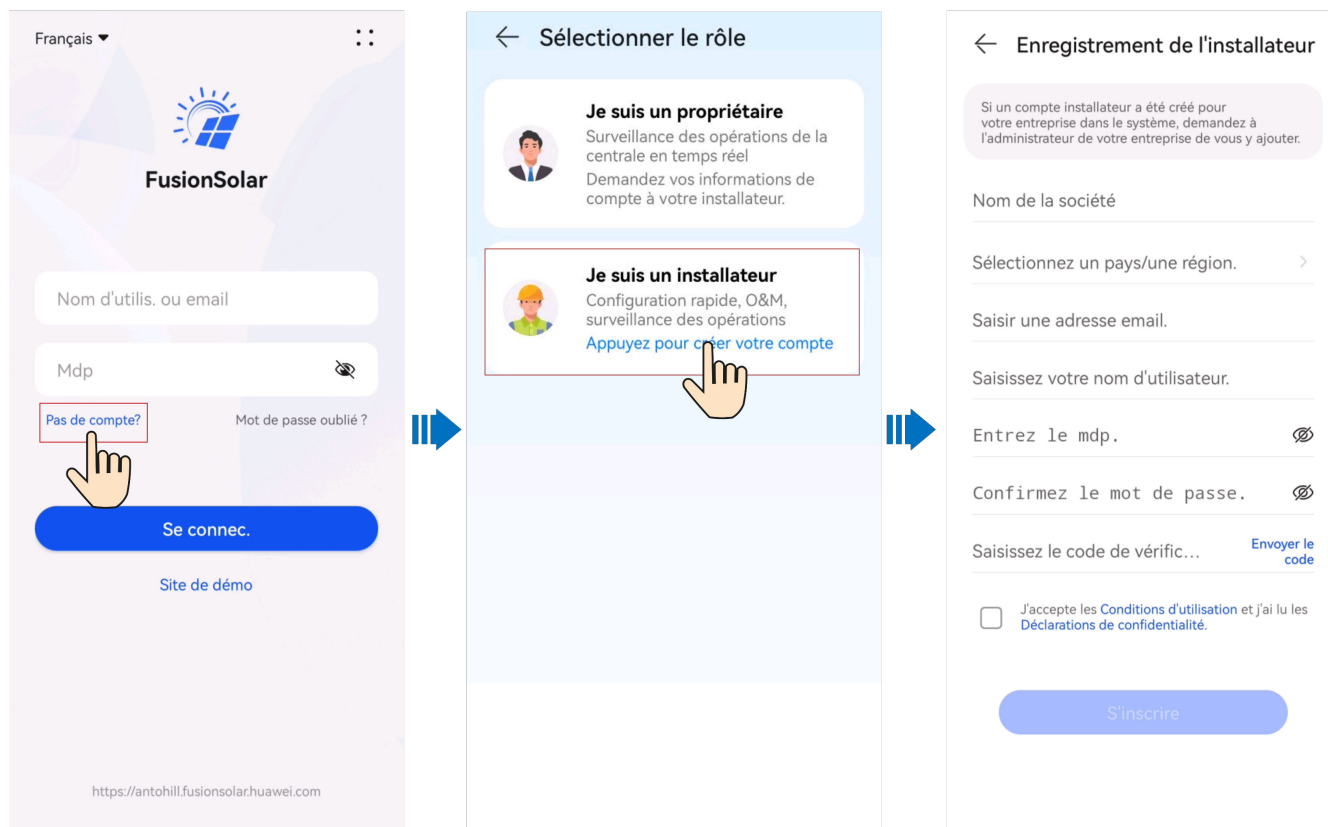 Français
FusionSolar
Nom d'utilis. ou email
Mdp
Pas de compte?
Mot de passe oublié ?
Se connec.
Site de démo
https://antohill.fusionsolar.huawei.com
Sélectionner le rôle
Je suis un propriétaire
Surveillance des opérations de la
centrale en temps réel
Demandez vos informations de
compte à votre installateur.
Je suis un installateur
Configuration rapide, O&M,
surveillance des opérations
Appuyez pour créer votre compte
Enregistrement de l'installateur
Si un compte installateur a été créé pour
votre entreprise dans le système, demandez à
l'administrateur de votre entreprise de vous y ajouter.
Nom de la société
Sélectionnez un pays/une région.
Saisir une adresse email.
Saisissez votre nom d'utilisateur.
Entrez le mdp.
Confirmez le mot de passe.
Saisissez le code de vérific...
Envoyer le
code
J'accepte les Conditions d'utilisation et j'ai lu les
Déclarations de confidentialité.
S'inscrire